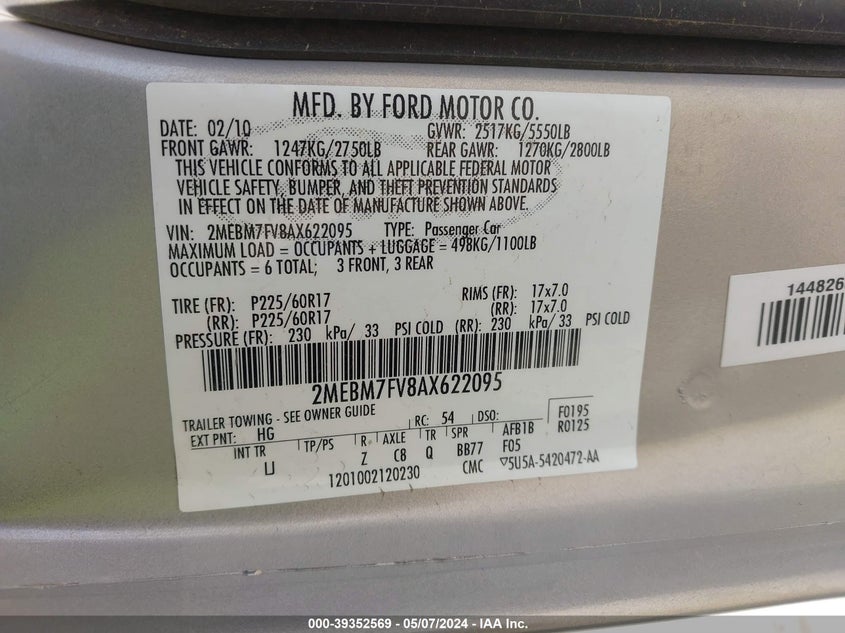 MFD. BY FORD MOTOR CO.
DATE: 02/10 GVWR: 2517KG/5550LB
FRONT GAWR: 1247KG/2750LB REAR GAWR: 1270KG/2800LB
THIS VEHICLE CONFORMS TO ALL APPLICABLE FEDERAL MOTOR
VEHICLE SAFETY, BUMPER, AND THEFT PREVENTION STANDARDS
IN EFFECT ON THE DATE OF MANUFACTURE SHOWN ABOVE.
VIN: 2MEBM7FV8AX622095 TYPE: Passenger Car
MAXIMUM LOAD = OCCUPANTS + LUGGAGE = 498KG/1100LB
OCCUPANTS = 6 TOTAL; 3 FRONT, 3 REAR
TIRE (FR): P225/60R17 RIMS (FR): 17x7.0
(RR): P225/60R17 (RR): 17x7.0
PRESSURE (FR): 230 kPa/ 33 PSI COLD (RR): 230 kPa/ 33 PSI COLD
144826
2MEBM7FV8AX622095
TRAILER TOWING - SEE OWNER GUIDE
EXT PNT: HG RC: 54 DSO: F0195
R0125
INT TR TP/PS R AXLE TR SPR AFB1B
U Z C8 Q BB77 F05
1201002120230 CMC ▽5U5A-5420472-AA
000-39352569 - 05/07/2024 - IAAI.com Inc.